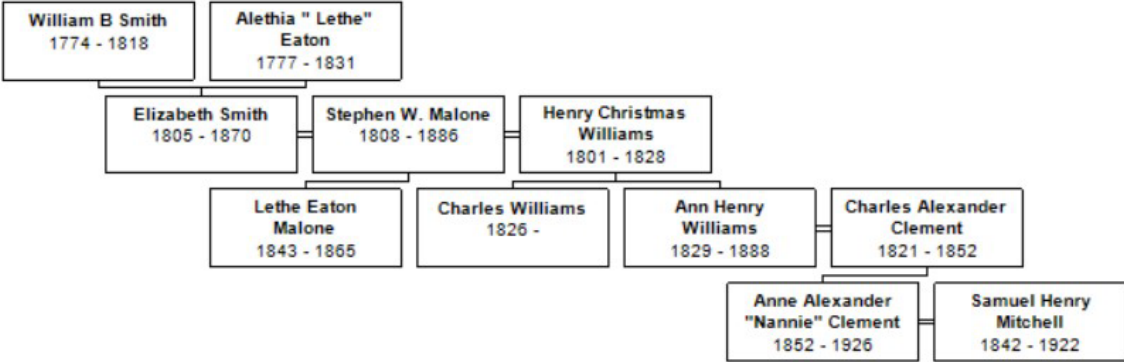 William B Smith
1774 - 1818
Alethia " Lethe"
Eaton
1777 - 1831
Elizabeth Smith
1805 - 1870
Stephen W. Malone
1808 - 1886
Henry Christmas
Williams
1801 - 1828
Lethe Eaton
Malone
1843 - 1865
Charles Williams
1826 -
Ann Henry
Williams
1829 - 1888
Charles Alexander
Clement
1821 - 1852
Anne Alexander
"Nannie" Clement
1852 - 1926
Samuel Henry
Mitchell
1842 - 1922